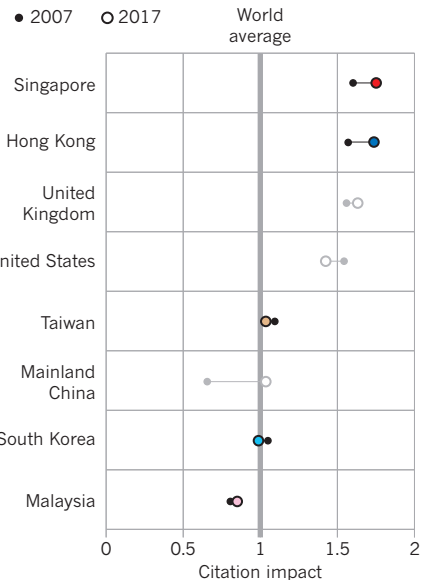 2007 2017
World
average
Singapore
Hong Kong
United
Kingdom
nited States
Taiwan
Mainland
China
South Korea
Malaysia
0 0.5 1 1.5 2
Citation impact